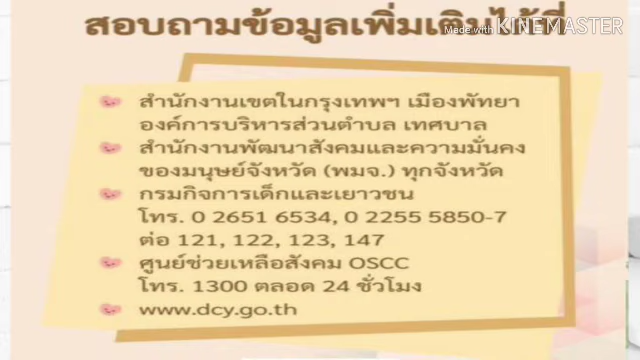 สอบถามข้อมูลเพิ่มเติมได้ที่
Made with KINEMASTER
สำนักงานเขตในกรุงเทพฯ เมืองพัทยา
องค์การบริหารส่วนตำบล เทศบาล
สำนักงานพัฒนาสังคมและความมั่นคง
ของมนุษย์จังหวัด (พมจ.) ทุกจังหวัด
กรมกิจการเด็กและเยาวชน
โทร. 0 2651 6534, 0 2255 5850-7
ต่อ 121, 122, 123, 147
ศูนย์ช่วยเหลือสังคม OSCC
โทร. 1300 ตลอด 24 ชั่วโมง
www.dcy.go.th